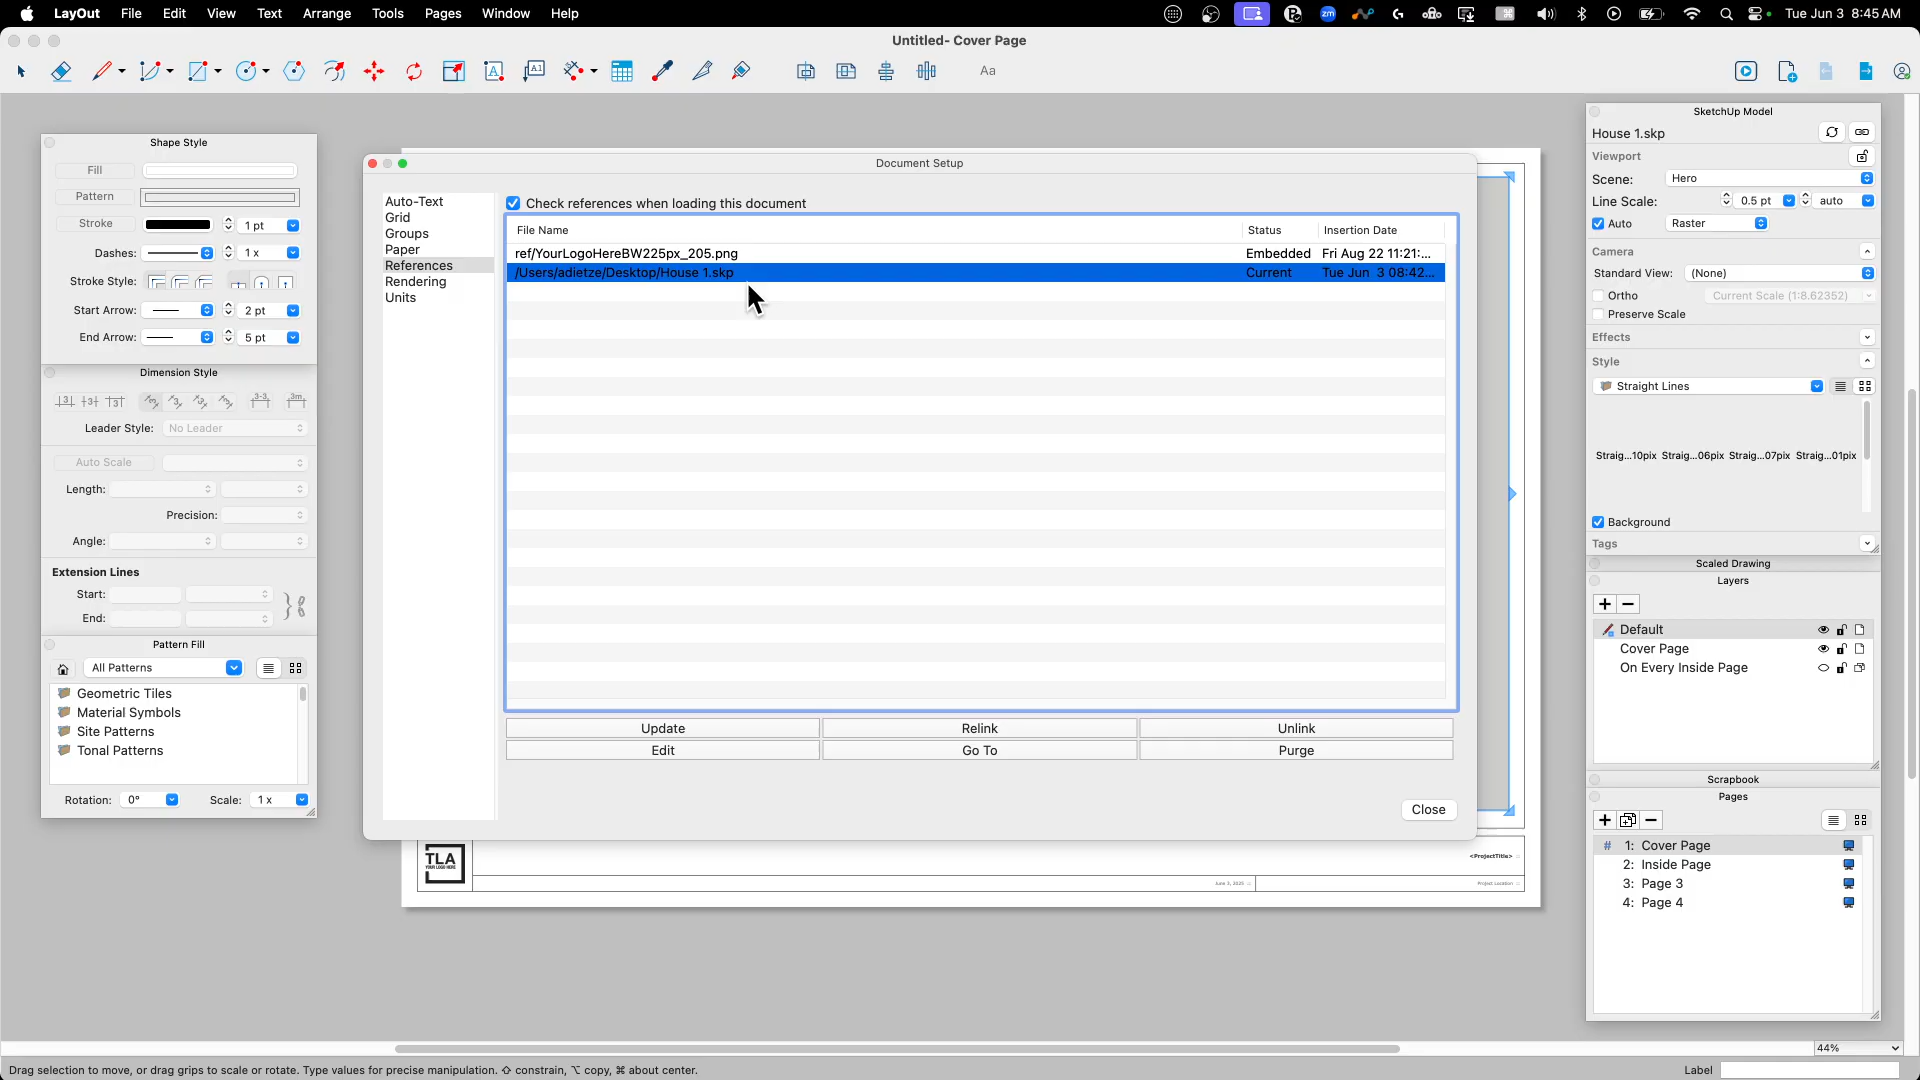 LayOut File Edit View Text Arrange Tools Pages Window Help
Tue Jun 3 8:45 AM
Untitled- Cover Page
Aa
Shape Style
Fill
Pattern
Stroke 1 pt
Dashes: 1 x
Stroke Style:
Start Arrow: 2 pt
End Arrow: 5 pt
Dimension Style
Leader Style: No Leader
Auto Scale
Length:
Precision:
Angle:
Extension Lines
Start:
End:
Pattern Fill
All Patterns
Geometric Tiles
Material Symbols
Site Patterns
Tonal Patterns
Rotation: 0° Scale: 1 x
Document Setup
Auto-Text
Grid
Groups
Paper
References
Rendering
Units
Check references when loading this document
File Name Status Insertion Date
ref/YourLogoHereBW225px_205.png Embedded Fri Aug 22 11:21:...
/Users/adietze/Desktop/House 1.skp Current Tue Jun 3 08:42...
Update Relink Unlink
Edit Go To Purge
Close
TLA
YOUR LOGO HERE
<ProjectTitle>
June 3, 2025
Project Location
SketchUp Model
House 1.skp
Viewport
Scene: Hero
Line Scale: 0.5 pt auto
Auto Raster
Camera
Standard View: (None)
Ortho Current Scale (1:8.62352)
Preserve Scale
Effects
Style
Straight Lines
Straig...10pix Straig...06pix Straig...07pix Straig...01pix
Background
Tags
Scaled Drawing
Layers
Default
Cover Page
On Every Inside Page
Scrapbook
Pages
# 1: Cover Page
2: Inside Page
3: Page 3
4: Page 4
44%
Drag selection to move, or drag grips to scale or rotate. Type values for precise manipulation. ⇧ constrain, ⌥ copy, ⌘ about center.
Label